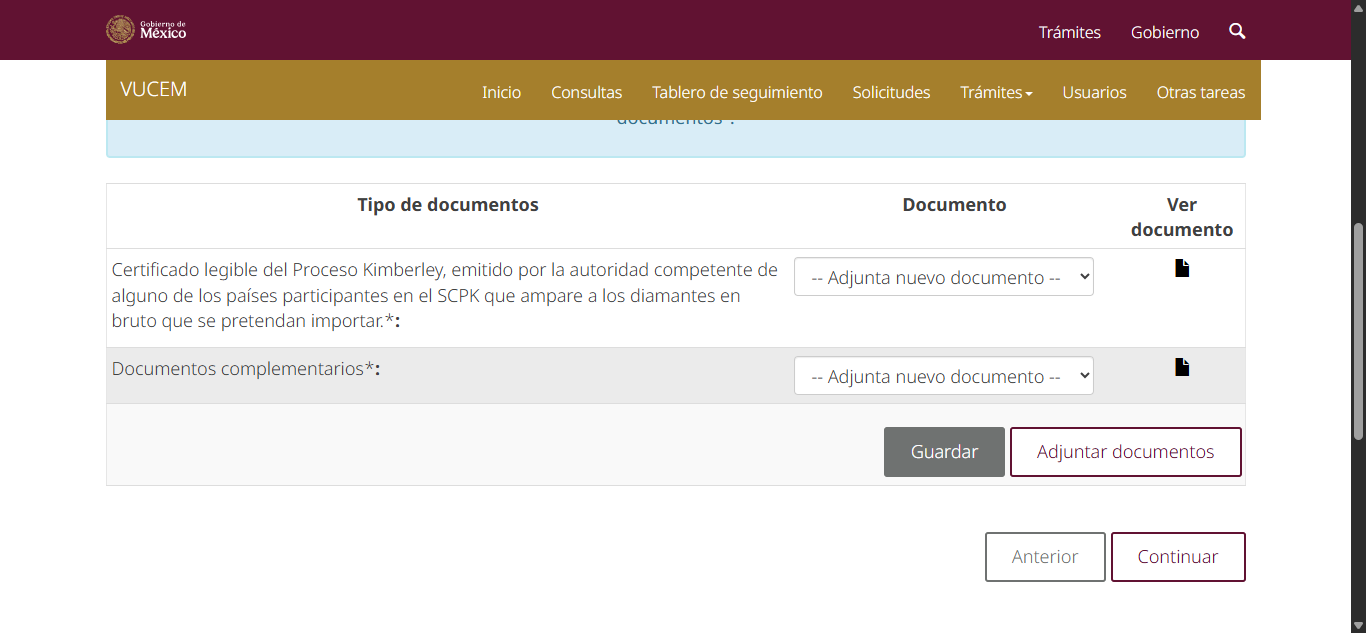 Gobierno de
México
Trámites
Gobierno
VUCEM
Inicio
Consultas
Tablero de seguimiento
Solicitudes
Trámites
Usuarios
Otras tareas
documentos".
Tipo de documentos
Documento
Ver
documento
Certificado legible del Proceso Kimberley, emitido por la autoridad competente de
alguno de los países participantes en el SCPK que ampare a los diamantes en
bruto que se pretendan importar.*:
-- Adjunta nuevo documento --
Documentos complementarios*:
-- Adjunta nuevo documento --
Guardar
Adjuntar documentos
Anterior
Continuar